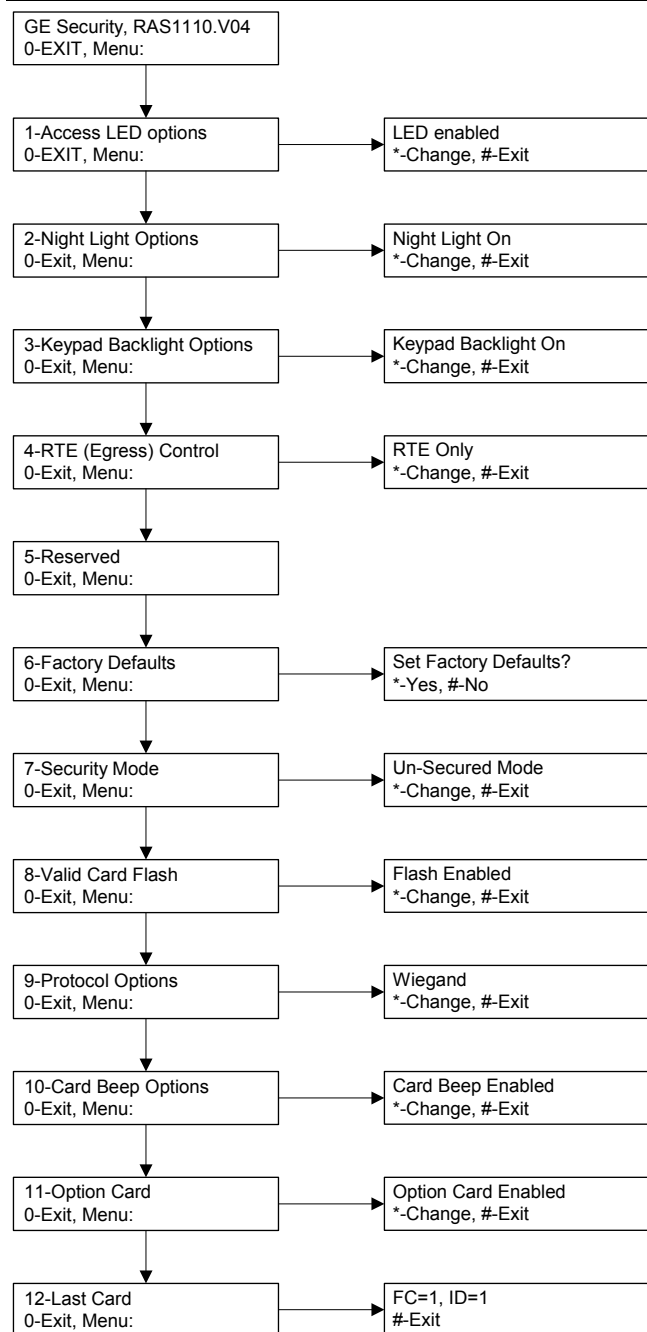 GE Security, RAS1110.V04
0-EXIT, Menu:
1-Access LED options
0-EXIT, Menu:
LED enabled
*-Change, #-Exit
2-Night Light Options
0-Exit, Menu:
Night Light On
*-Change, #-Exit
3-Keypad Backlight Options
0-Exit, Menu:
Keypad Backlight On
*-Change, #-Exit
4-RTE (Egress) Control
0-Exit, Menu:
RTE Only
*-Change, #-Exit
5-Reserved
0-Exit, Menu:
6-Factory Defaults
0-Exit, Menu:
Set Factory Defaults?
*-Yes, #-No
7-Security Mode
0-Exit, Menu:
Un-Secured Mode
*-Change, #-Exit
8-Valid Card Flash
0-Exit, Menu:
Flash Enabled
*-Change, #-Exit
9-Protocol Options
0-Exit, Menu:
Wiegand
*-Change, #-Exit
10-Card Beep Options
0-Exit, Menu:
Card Beep Enabled
*-Change, #-Exit
11-Option Card
0-Exit, Menu:
Option Card Enabled
*-Change, #-Exit
12-Last Card
0-Exit, Menu:
FC=1, ID=1
#-Exit